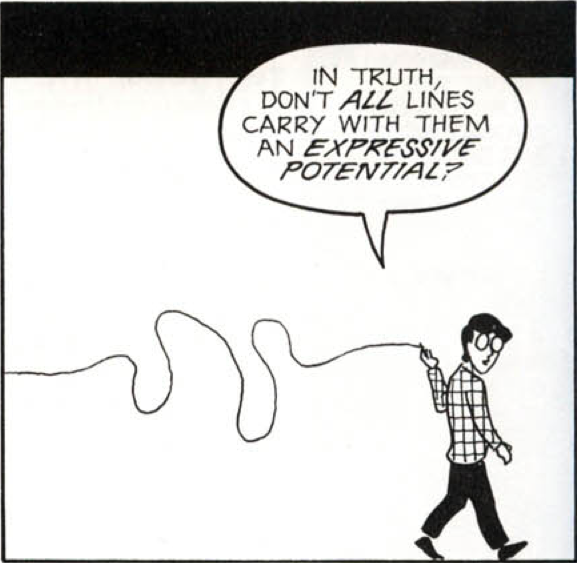 IN TRUTH,
DON'T ALL LINES
CARRY WITH THEM
AN EXPRESSIVE
POTENTIAL?